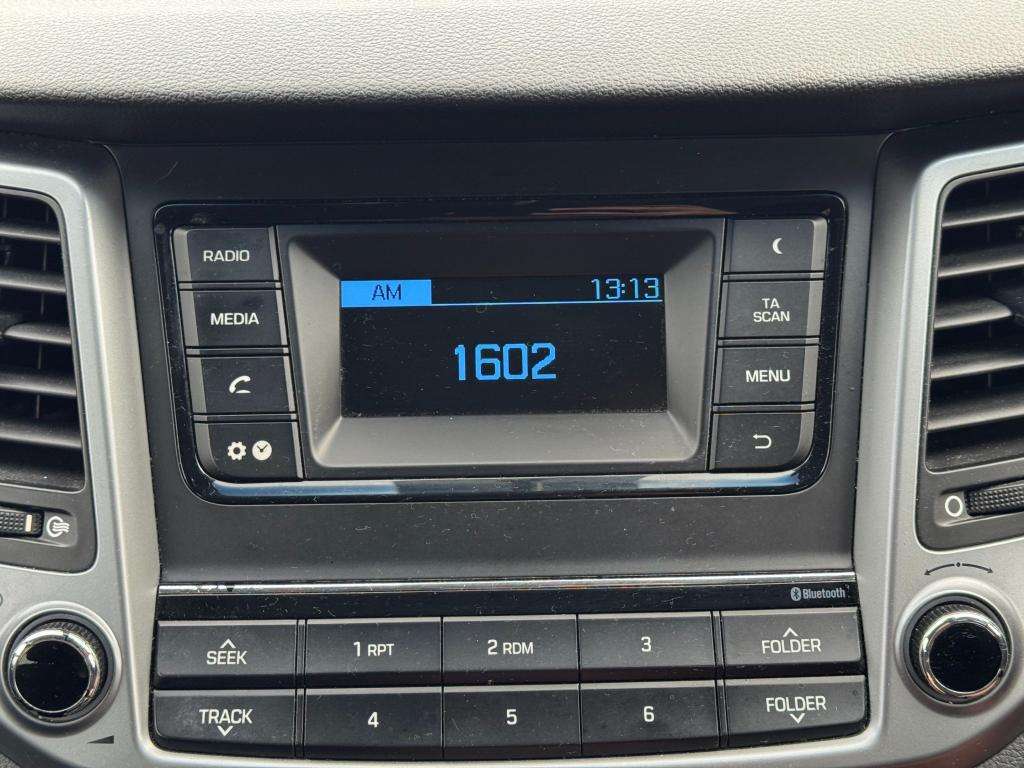 RADIO
MEDIA
AM 13:13
1602
TA
SCAN
MENU
Bluetooth
SEEK
1 RPT
2 RDM
3
FOLDER
TRACK
4
5
6
FOLDER